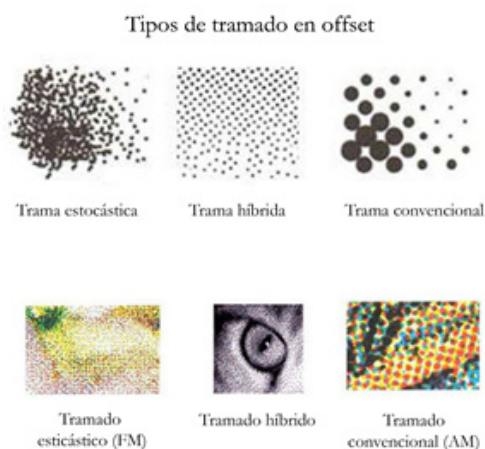 Tipos de tramado en offset
Trama estocástica
Trama híbrida
Trama convencional
Tramado
esticástico (FM)
Tramado híbrido
Tramado
convencional (AM)